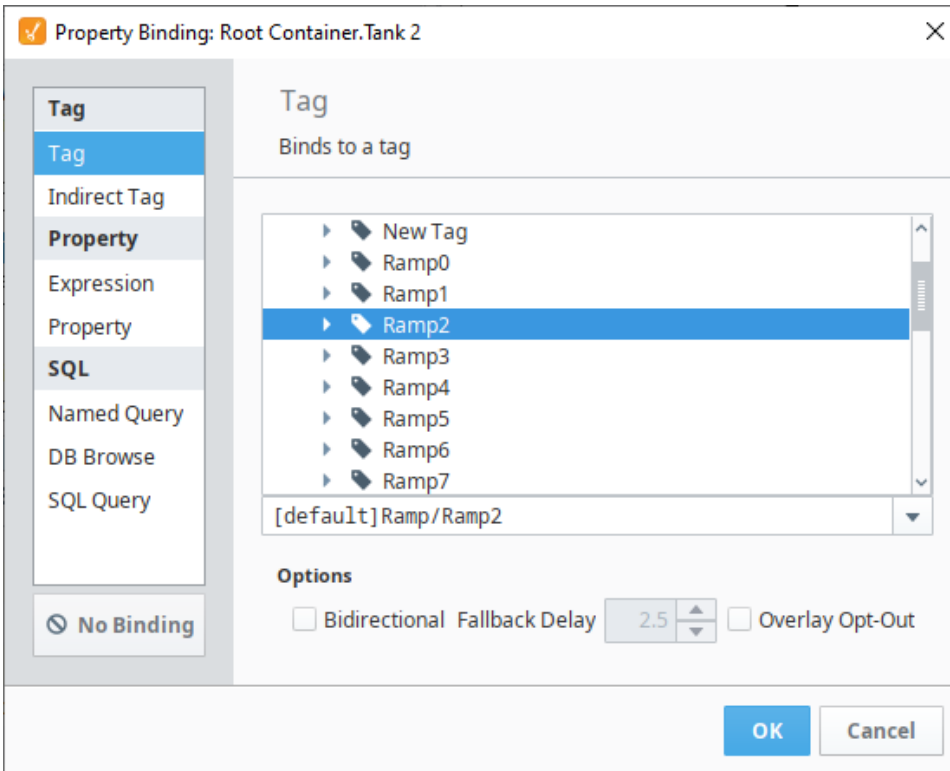 Property Binding: Root Container.Tank 2
Tag
Tag
Indirect Tag
Property
Expression
Property
SQL
Named Query
DB Browse
SQL Query
No Binding
Tag
Binds to a tag
New Tag
Ramp0
Ramp1
Ramp2
Ramp3
Ramp4
Ramp5
Ramp6
Ramp7
[default]Ramp/Ramp2
Options
Bidirectional Fallback Delay 2.5 Overlay Opt-Out
OK Cancel